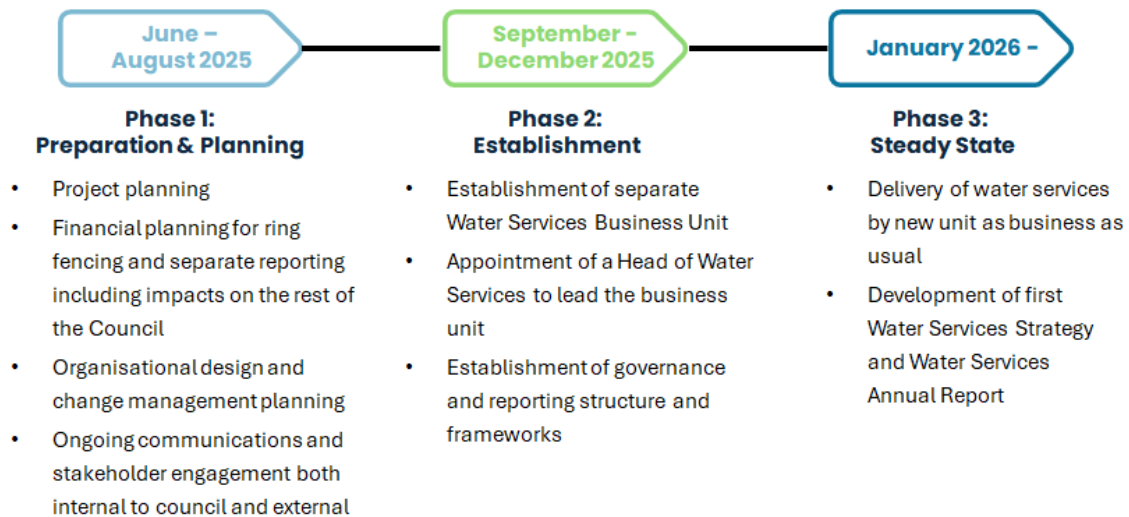 June –
August 2025
September -
December 2025
January 2026 -
Phase 1:
Preparation & Planning
• Project planning
• Financial planning for ring
fencing and separate reporting
including impacts on the rest of
the Council
• Organisational design and
change management planning
• Ongoing communications and
stakeholder engagement both
internal to council and external
Phase 2:
Establishment
• Establishment of separate
Water Services Business Unit
• Appointment of a Head of Water
Services to lead the business
unit
• Establishment of governance
and reporting structure and
frameworks
Phase 3:
Steady State
• Delivery of water services
by new unit as business as
usual
• Development of first
Water Services Strategy
and Water Services
Annual Report